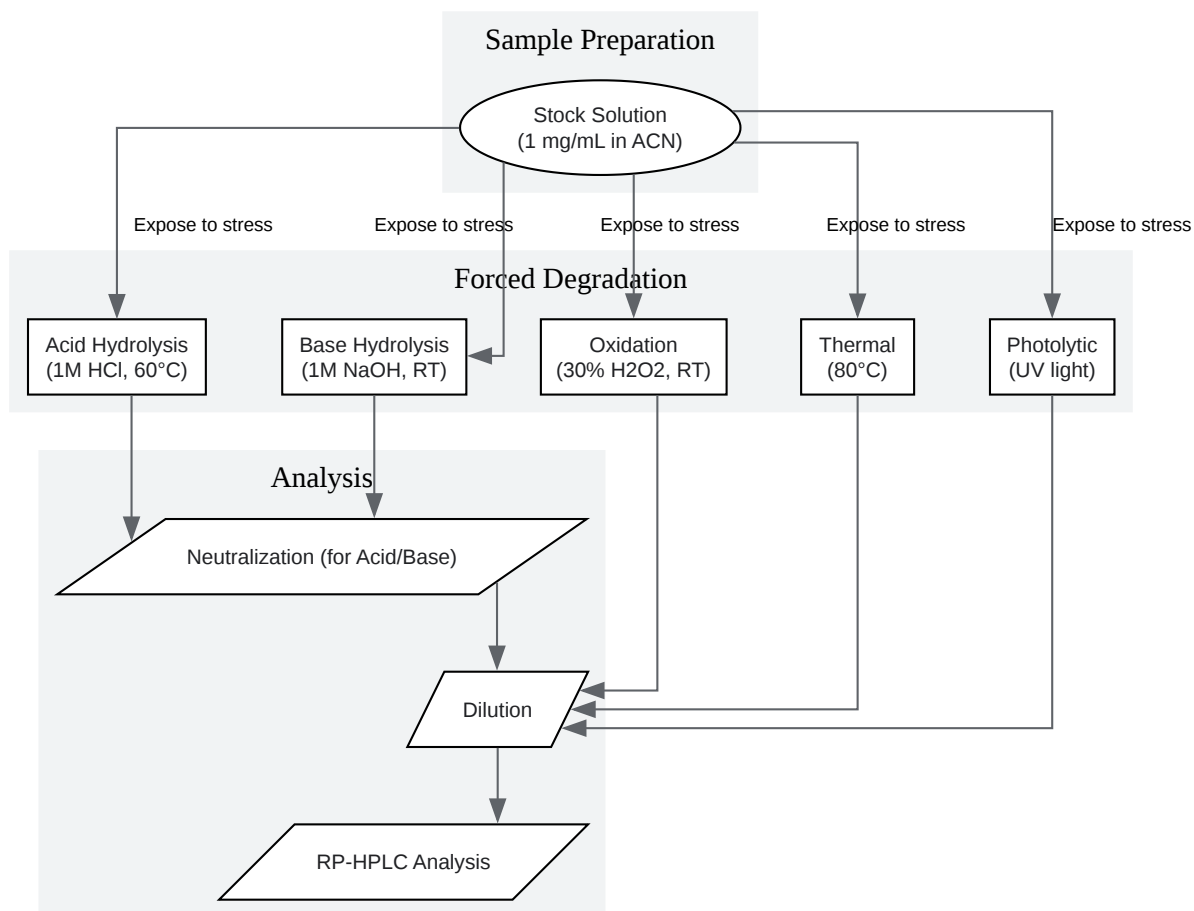 Sample Preparation
Stock Solution
(1 mg/mL in ACN)
Expose to stress
Expose to stress
Expose to stress
Expose to stress
Expose to stress
Forced Degradation
Acid Hydrolysis
(1M HCl, 60°C)
Base Hydrolysis
(1M NaOH, RT)
Oxidation
(30% H2O2, RT)
Thermal
(80°C)
Photolytic
(UV light)
Analysis
Neutralization (for Acid/Base)
Dilution
RP-HPLC Analysis